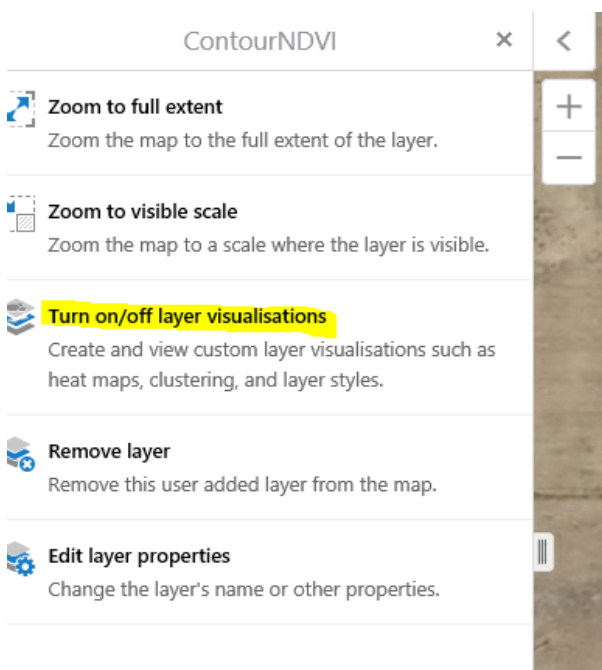 ContourNDVI
Zoom to full extent
Zoom the map to the full extent of the layer.
Zoom to visible scale
Zoom the map to a scale where the layer is visible.
Turn on/off layer visualisations
Create and view custom layer visualisations such as
heat maps, clustering, and layer styles.
Remove layer
Remove this user added layer from the map.
Edit layer properties
Change the layer's name or other properties.